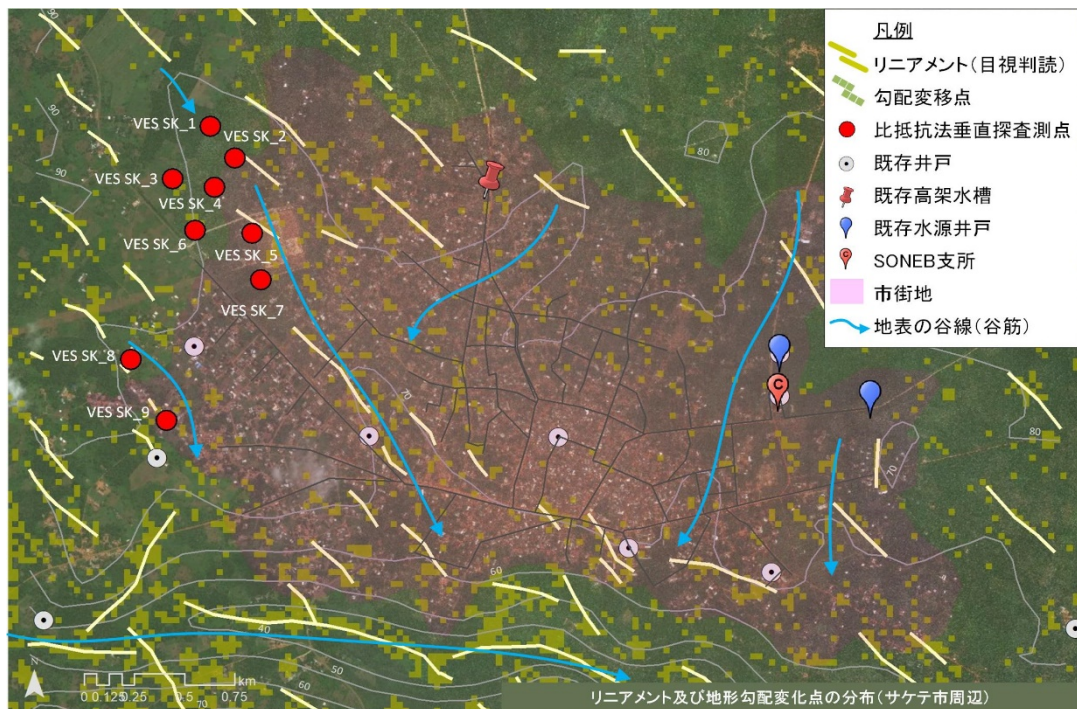 凡例
リニアメント(目視判読)
勾配変移点
比抵抗法垂直探査測点
既存井戸
既存高架水槽
既存水源井戸
C
SONEB支所
市街地
地表の谷線(谷筋)
90
90
90
80
VES SK_1
VES SK_2
VES SK_3
VES SK_4
VES SK_6
VES SK_5
VES SK_7
VES SK_8
VES SK_9
70
C
80
70
60
40
50
60
70
N
km
0 0.125 0.25 0.5 0.75
リニアメント及び地形勾配変化点の分布(サケテ市周辺)